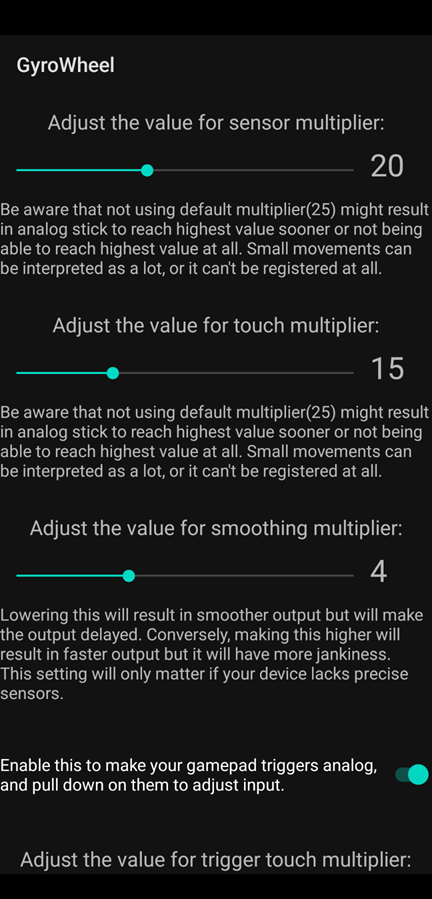 GyroWheel
Adjust the value for sensor multiplier:
20
Be aware that not using default multiplier(25) might result
in analog stick to reach highest value sooner or not being
able to reach highest value at all. Small movements can
be interpreted as a lot, or it can't be registered at all.
Adjust the value for touch multiplier:
15
Be aware that not using default multiplier(25) might result
in analog stick to reach highest value sooner or not being
able to reach highest value at all. Small movements can
be interpreted as a lot, or it can't be registered at all.
Adjust the value for smoothing multiplier:
4
Lowering this will result in smoother output but will make
the output delayed. Conversely, making this higher will
result in faster output but it will have more jankiness.
This setting will only matter if your device lacks precise
sensors.
Enable this to make your gamepad triggers analog,
and pull down on them to adjust input.
Adjust the value for trigger touch multiplier: